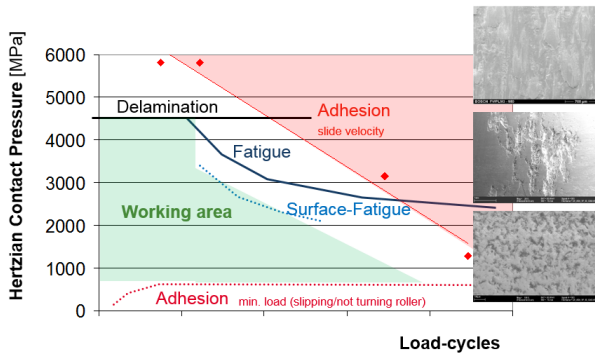 Hertzian Contact Pressure [MPa]
6000
5000
4000
3000
2000
1000
0
Delamination
Adhesion
slide velocity
Fatigue
Surface-Fatigue
Working area
Adhesion min. load (slipping/not turning roller)
Load-cycles